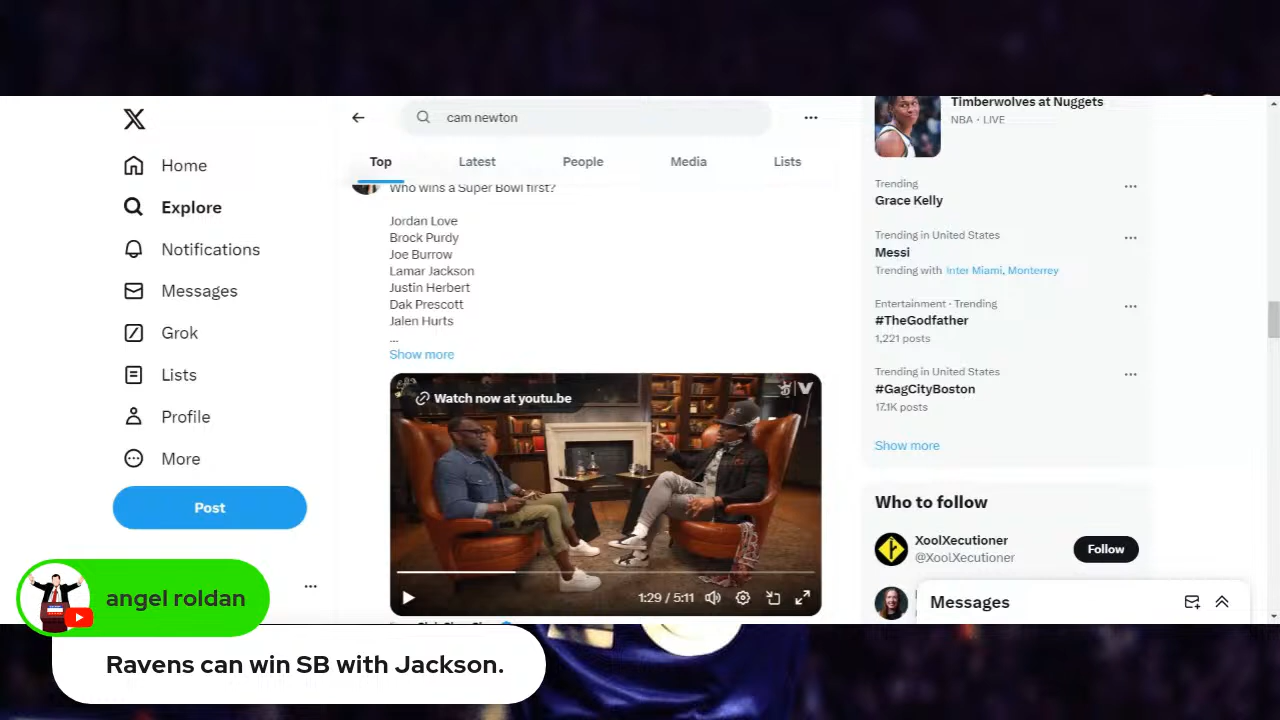 cam newton
Top
Latest
People
Media
Lists
Home
Explore
Notifications
Messages
Grok
Lists
Profile
More
Post
Who wins a Super Bowl first?
Jordan Love
Brock Purdy
Joe Burrow
Lamar Jackson
Justin Herbert
Dak Prescott
Jalen Hurts
...
Show more
Watch now at youtu.be
1:29 / 5:11
Timberwolves at Nuggets
NBA · LIVE
Trending
Grace Kelly
Trending in United States
Messi
Trending with Inter Miami, Monterrey
Entertainment · Trending
#TheGodfather
1,221 posts
Trending in United States
#GagCityBoston
17.1K posts
Show more
Who to follow
XoolXecutioner
@XoolXecutioner
Follow
Messages
angel roldan
Ravens can win SB with Jackson.